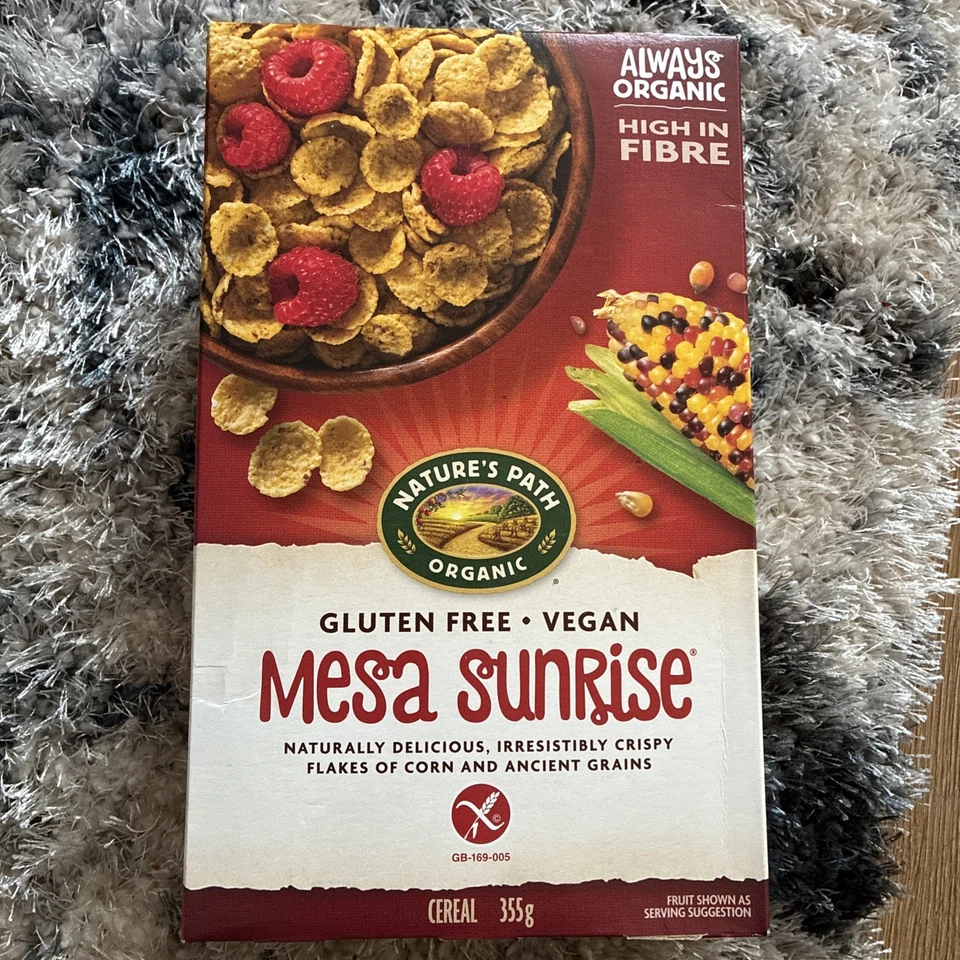 ALWAYS
ORGANIC
HIGH IN
FIBRE
NATURE'S PATH
ORGANIC
®
GLUTEN FREE • VEGAN
Mesa Sunrise®
NATURALLY DELICIOUS, IRRESISTIBLY CRISPY
FLAKES OF CORN AND ANCIENT GRAINS
©
GB-169-005
CEREAL 355g
FRUIT SHOWN AS
SERVING SUGGESTION